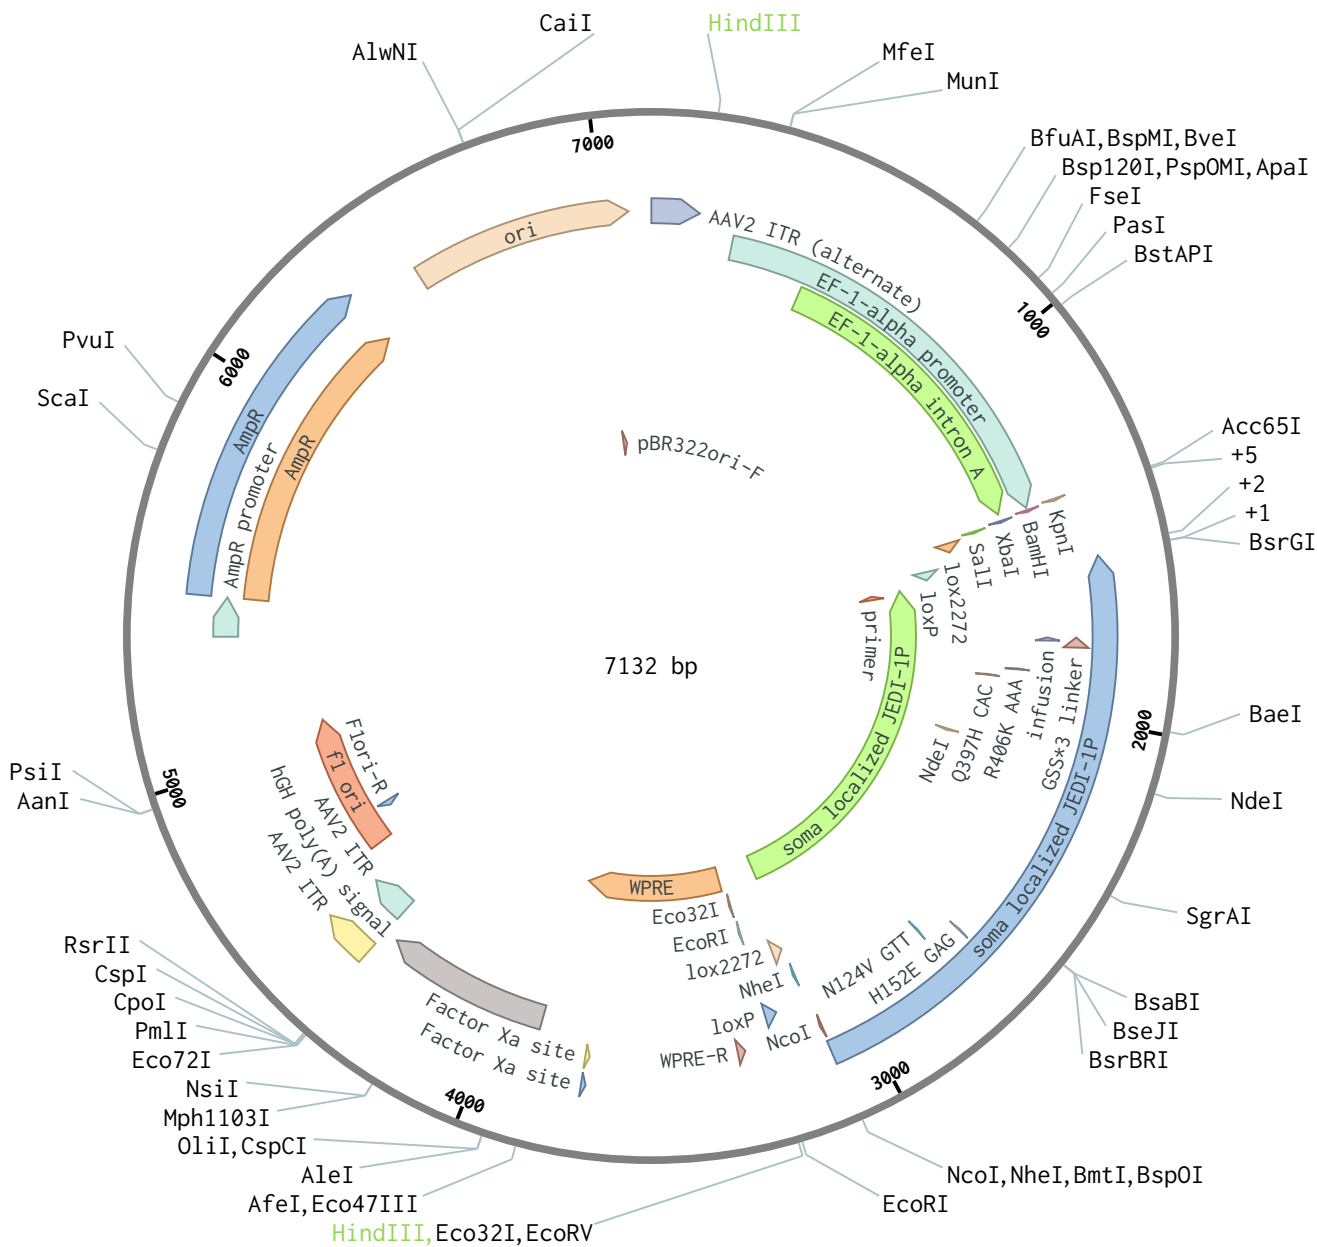 CaiI
HindIII
AlwNI
MfeI
MunI
7000
BfuAI,BspMI,BveI
Bsp120I,PspOMI,ApaI
FseI
PasI
BstAPI
1000
AAV2 ITR (alternate)
ori
EF-1-alpha promoter
EF-1-alpha intron A
PvuI
6000
ScaI
AmpR
AmpR
AmpR promoter
pBR322ori-F
Acc65I
+5
+2
+1
BsrGI
KpnI
BamHI
XbaI
SalI
lox2272
loxP
primer
7132 bp
soma localized JEDI-1P
infusion
GSS*3 linker
R406K AAA
Q397H CAC
NdeI
soma localized JEDI-1P
BaeI
2000
NdeI
PsiI
AanI
5000
F1ori-R
f1 ori
AAV2 ITR
hGH poly(A) signal
AAV2 ITR
WPRE
Eco32I
EcoRI
lox2272
NheI
loxP
NcoI
WPRE-R
N124V GTT
H152E GAG
SgrAI
BsaBI
BseJI
BsrBRI
RsrII
CspI
CpoI
PmlI
Eco72I
NsiI
Mph1103I
OliI,CspCI
AleI
AfeI,Eco47III
HindIII,Eco32I,EcoRV
Factor Xa site
Factor Xa site
4000
3000
NcoI,NheI,BmtI,BspOI
EcoRI